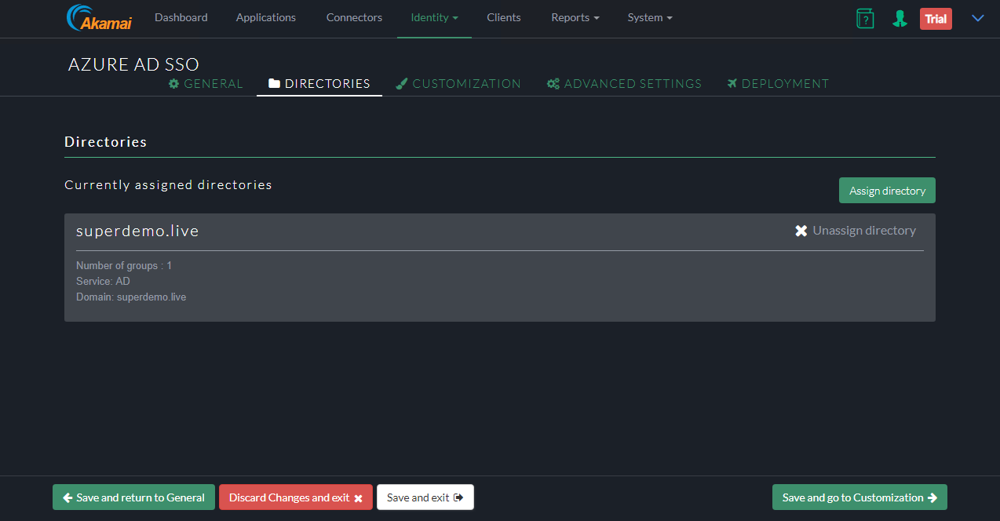 Akamai Dashboard Applications Connectors Identity Clients Reports System ? Trial
AZURE AD SSO
GENERAL DIRECTORIES CUSTOMIZATION ADVANCED SETTINGS DEPLOYMENT
Directories
Currently assigned directories
Assign directory
superdemo.live Unassign directory
Number of groups : 1
Service: AD
Domain: superdemo.live
Save and return to General Discard Changes and exit Save and exit Save and go to Customization